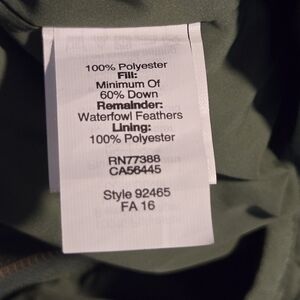 100% Polyester
Fill:
Minimum Of
60% Down
Remainder:
Waterfowl Feathers
Lining:
100% Polyester
RN77388
CA56445
Style 92465
FA 16